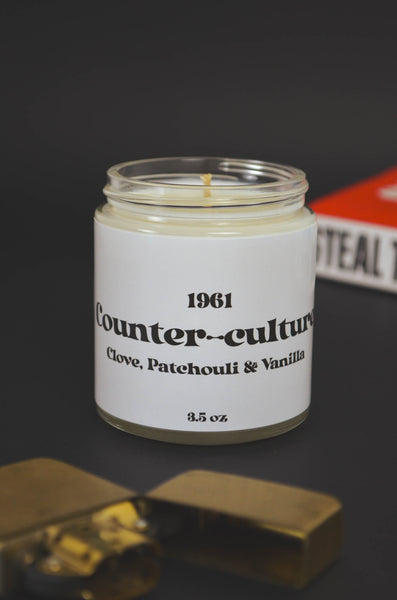 1961
Counter-culture
Clove, Patchouli & Vanilla
3.5 oz
STEAL T